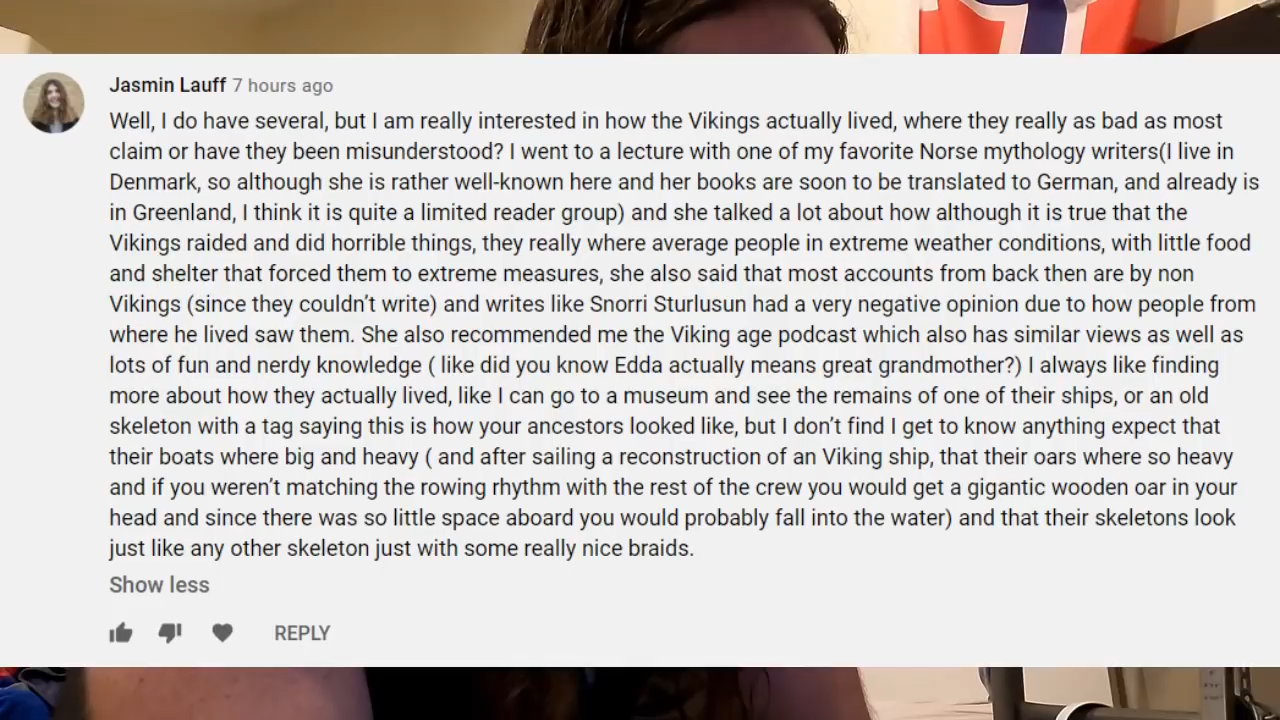 Jasmin Lauff 7 hours ago
Well, I do have several, but I am really interested in how the Vikings actually lived, where they really as bad as most
claim or have they been misunderstood? I went to a lecture with one of my favorite Norse mythology writers(I live in
Denmark, so although she is rather well-known here and her books are soon to be translated to German, and already is
in Greenland, I think it is quite a limited reader group) and she talked a lot about how although it is true that the
Vikings raided and did horrible things, they really where average people in extreme weather conditions, with little food
and shelter that forced them to extreme measures, she also said that most accounts from back then are by non
Vikings (since they couldn't write) and writes like Snorri Sturlusun had a very negative opinion due to how people from
where he lived saw them. She also recommended me the Viking age podcast which also has similar views as well as
lots of fun and nerdy knowledge ( like did you know Edda actually means great grandmother?) I always like finding
more about how they actually lived, like I can go to a museum and see the remains of one of their ships, or an old
skeleton with a tag saying this is how your ancestors looked like, but I don't find I get to know anything expect that
their boats where big and heavy ( and after sailing a reconstruction of an Viking ship, that their oars where so heavy
and if you weren't matching the rowing rhythm with the rest of the crew you would get a gigantic wooden oar in your
head and since there was so little space aboard you would probably fall into the water) and that their skeletons look
just like any other skeleton just with some really nice braids.
Show less
REPLY